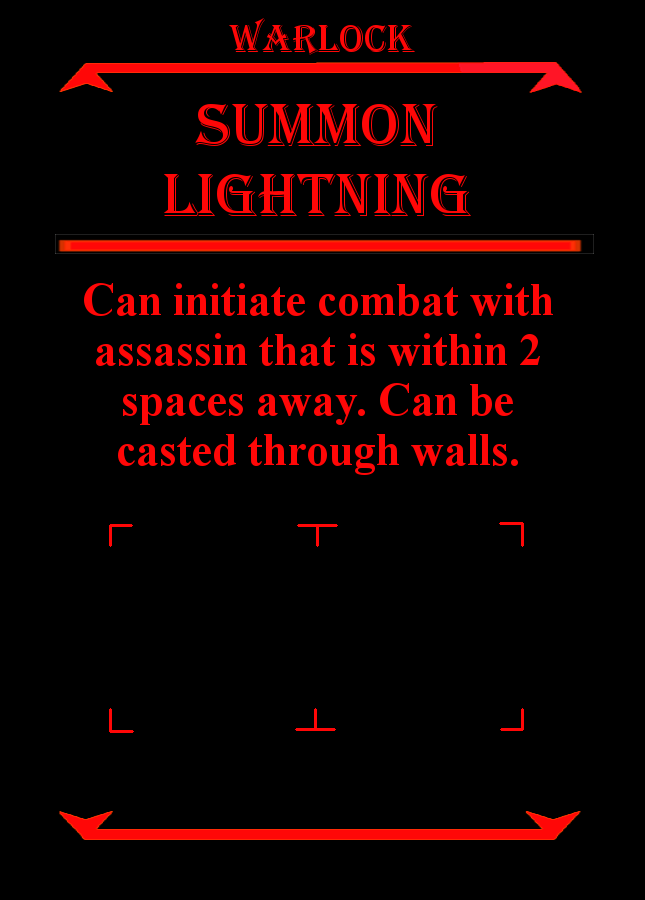 WARLOCK
SUMMON
LIGHTNING
Can initiate combat with
assassin that is within 2
spaces away. Can be
casted through walls.